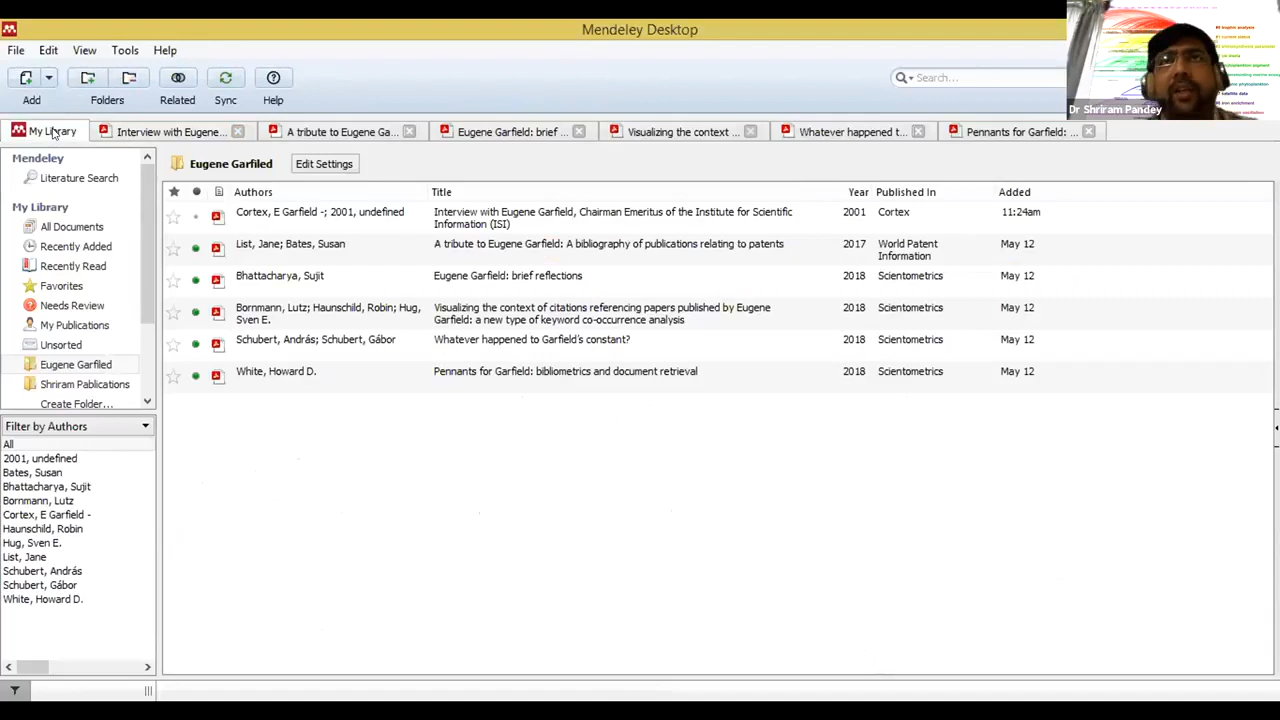 Mendeley Desktop
File Edit View Tools Help
Search...
Add Folders Related Sync Help
Dr Shriram Pandey
My Library Interview with Eugene... A tribute to Eugene Ga... Eugene Garfield: brie... Visualizing the context ... Whatever happened t... Pennants for Garfield: ...
Mendeley
Literature Search
My Library
All Documents
Recently Added
Recently Read
Favorites
Needs Review
My Publications
Unsorted
Eugene Garfiled
Shriram Pablications
Create Folder...
Filter by Authors
All
2001, undefined
Bates, Susan
Bhattacharya, Sujit
Bornmann, Lutz
Cortex, E Garfield -
Haunschild, Robin
Hug, Sven E.
List, Jane
Schubert, András
Schubert, Gábor
White, Howard D.
Eugene Garfiled Edit Settings
Authors Title Year Published In Added
Cortex, E Garfield -; 2001, undefined Interview with Eugene Garfield, Chairman Emeritus of the Institute for Scientific 2001 Cortex 11:24am
Information (ISI)
List, Jane; Bates, Susan A tribute to Eugene Garfield: A bibliography of publications relating to patents 2017 World Patent May 12
Information
Bhattacharya, Sujit Eugene Garfield: brief reflections 2018 Scientometrics May 12
Bornmann, Lutz; Haunschild, Robin; Hug, Visualizing the context of citations referencing papers published by Eugene 2018 Scientometrics May 12
Sven E. Garfield: a new type of keyword co-occurrence analysis
Schubert, András; Schubert, Gábor Whatever happened to Garfield's constant? 2018 Scientometrics May 12
White, Howard D. Pennants for Garfield: bibliometrics and document retrieval 2018 Scientometrics May 12